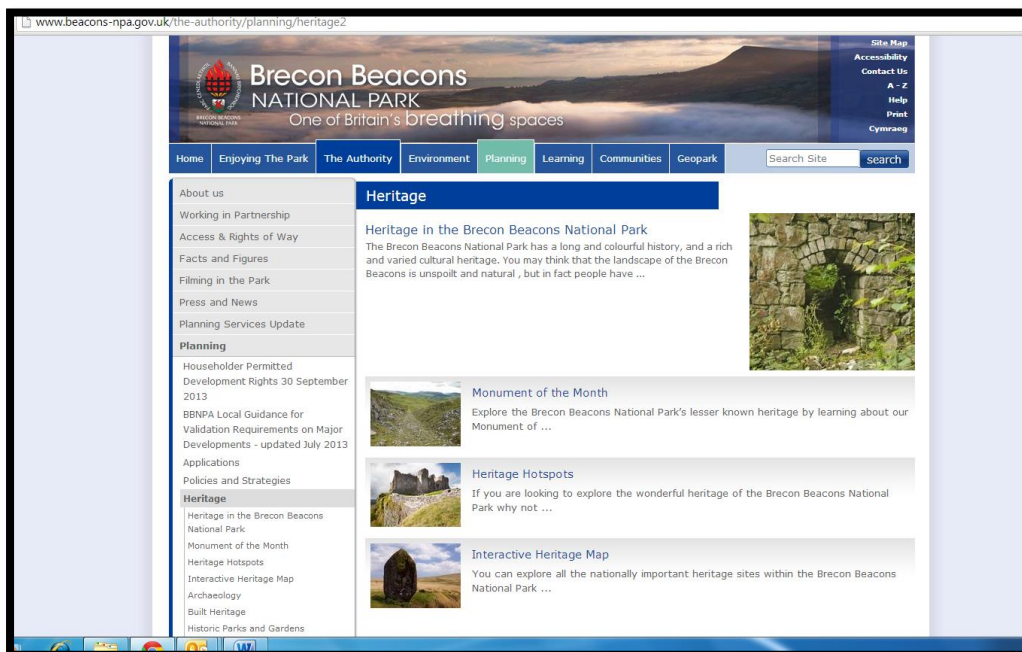 www.beacons-npa.gov.uk/the-authority/planning/heritage2
Brecon Beacons
NATIONAL PARK
One of Britain's breathing spaces
BRECON BEACONS
NATIONAL PARK
Site Map
Accessibility
Contact Us
A - Z
Help
Print
Cymraeg
Home Enjoying The Park The Authority Environment Planning Learning Communities Geopark Search Site search
About us
Working in Partnership
Access & Rights of Way
Facts and Figures
Filming in the Park
Press and News
Planning Services Update
Planning
Householder Permitted
Development Rights 30 September
2013
BBNPA Local Guidance for
Validation Requirements on Major
Developments - updated July 2013
Applications
Policies and Strategies
Heritage
Heritage in the Brecon Beacons
National Park
Monument of the Month
Heritage Hotspots
Interactive Heritage Map
Archaeology
Built Heritage
Historic Parks and Gardens
Heritage
Heritage in the Brecon Beacons National Park
The Brecon Beacons National Park has a long and colourful history, and a rich
and varied cultural heritage. You may think that the landscape of the Brecon
Beacons is unspoilt and natural , but in fact people have ...
Monument of the Month
Explore the Brecon Beacons National Park's lesser known heritage by learning about our
Monument of ...
Heritage Hotspots
If you are looking to explore the wonderful heritage of the Brecon Beacons National
Park why not ...
Interactive Heritage Map
You can explore all the nationally important heritage sites within the Brecon Beacons
National Park ...